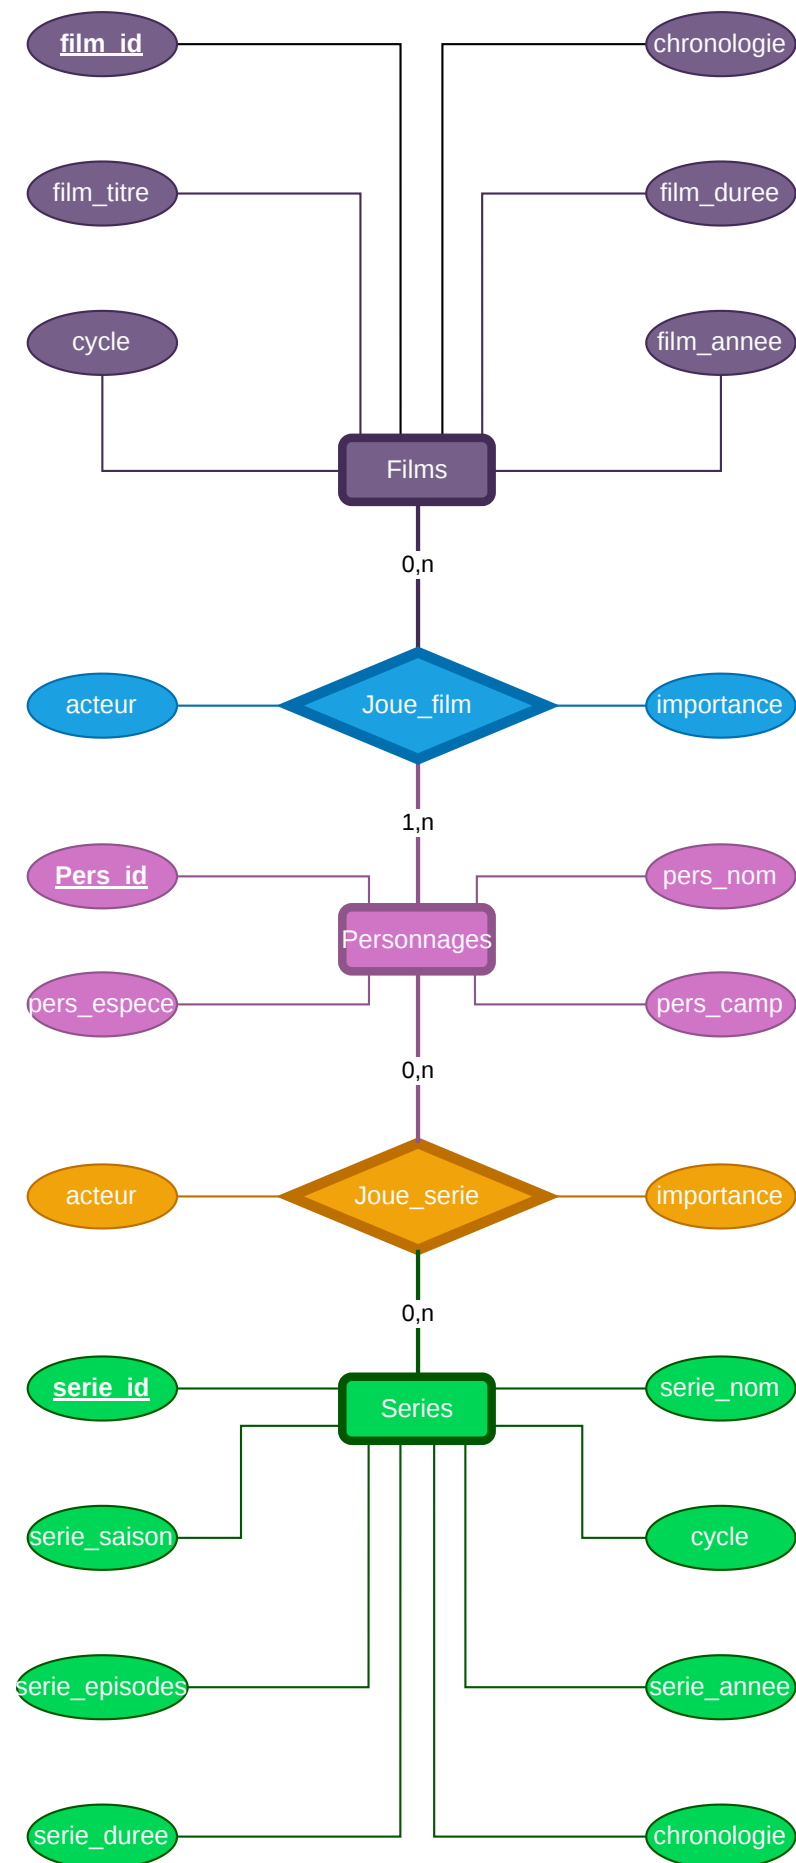 film_id
chronologie
film_titre
film_duree
cycle
film_annee
Films
0,n
acteur
Joue_film
importance
1,n
Pers_id
pers_nom
Personnages
pers_espece
pers_camp
0,n
acteur
Joue_serie
importance
0,n
serie_id
serie_nom
Series
serie_saison
cycle
serie_episodes
serie_annee
serie_duree
chronologie